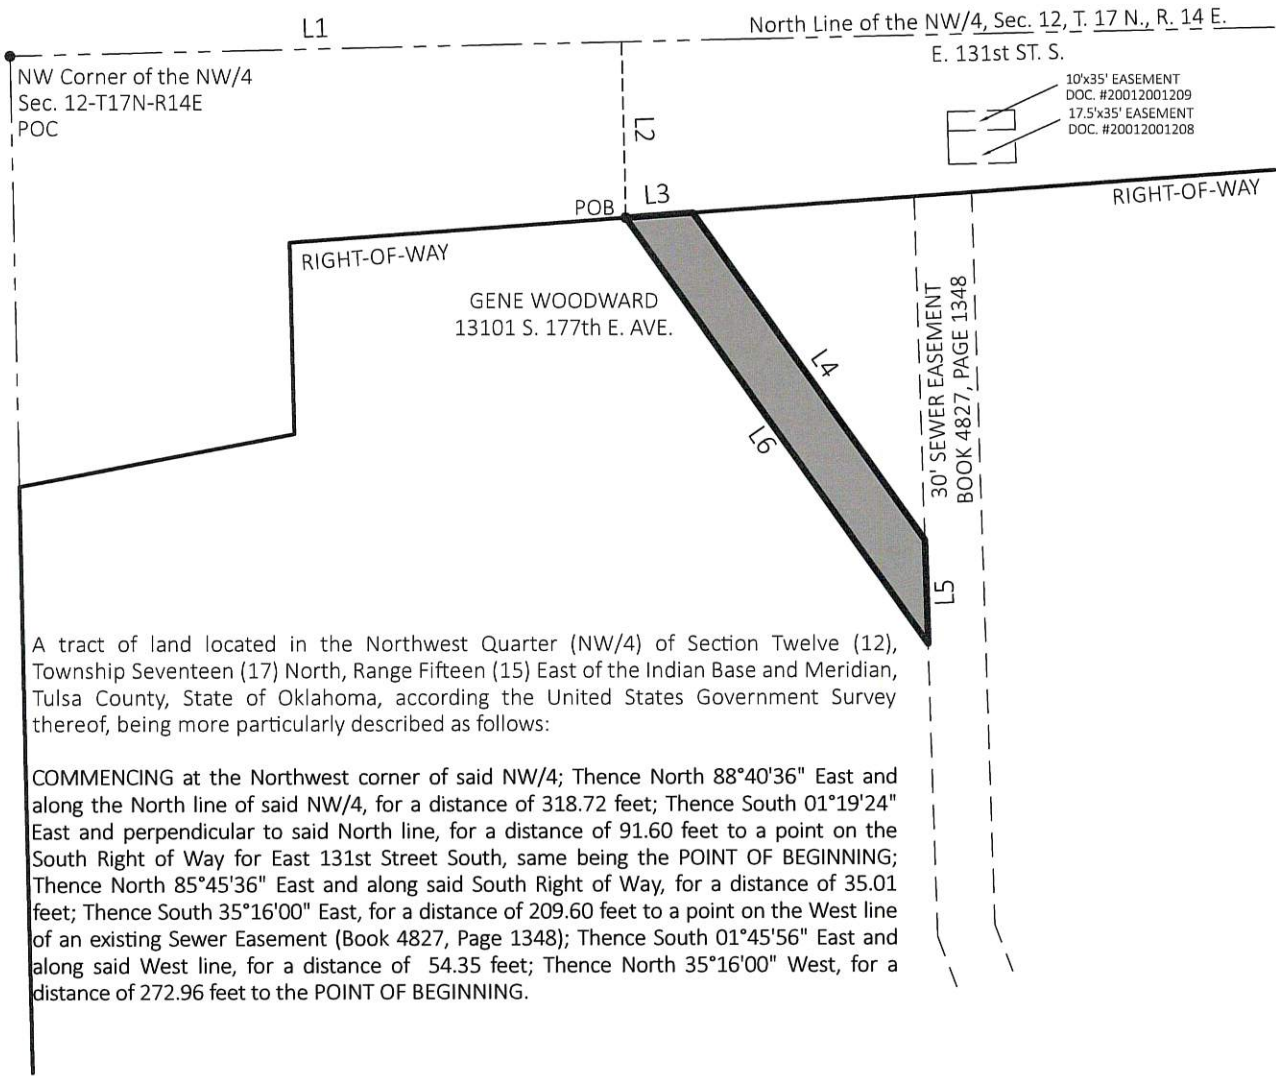 L1
North Line of the NW/4, Sec. 12, T. 17 N., R. 14 E.
E. 131st ST. S.
NW Corner of the NW/4
Sec. 12-T17N-R14E
POC
10'x35' EASEMENT
DOC. #20012001209
17.5'x35' EASEMENT
DOC. #20012001208
L2
POB
L3
RIGHT-OF-WAY
RIGHT-OF-WAY
GENE WOODWARD
13101 S. 177th E. AVE.
L4
L6
30' SEWER EASEMENT
BOOK 4827, PAGE 1348
L5
A tract of land located in the Northwest Quarter (NW/4) of Section Twelve (12),
Township Seventeen (17) North, Range Fifteen (15) East of the Indian Base and Meridian,
Tulsa County, State of Oklahoma, according the United States Government Survey
thereof, being more particularly described as follows:
COMMENCING at the Northwest corner of said NW/4; Thence North 88°40'36" East and
along the North line of said NW/4, for a distance of 318.72 feet; Thence South 01°19'24"
East and perpendicular to said North line, for a distance of 91.60 feet to a point on the
South Right of Way for East 131st Street South, same being the POINT OF BEGINNING;
Thence North 85°45'36" East and along said South Right of Way, for a distance of 35.01
feet; Thence South 35°16'00" East, for a distance of 209.60 feet to a point on the West line
of an existing Sewer Easement (Book 4827, Page 1348); Thence South 01°45'56" East and
along said West line, for a distance of 54.35 feet; Thence North 35°16'00" West, for a
distance of 272.96 feet to the POINT OF BEGINNING.